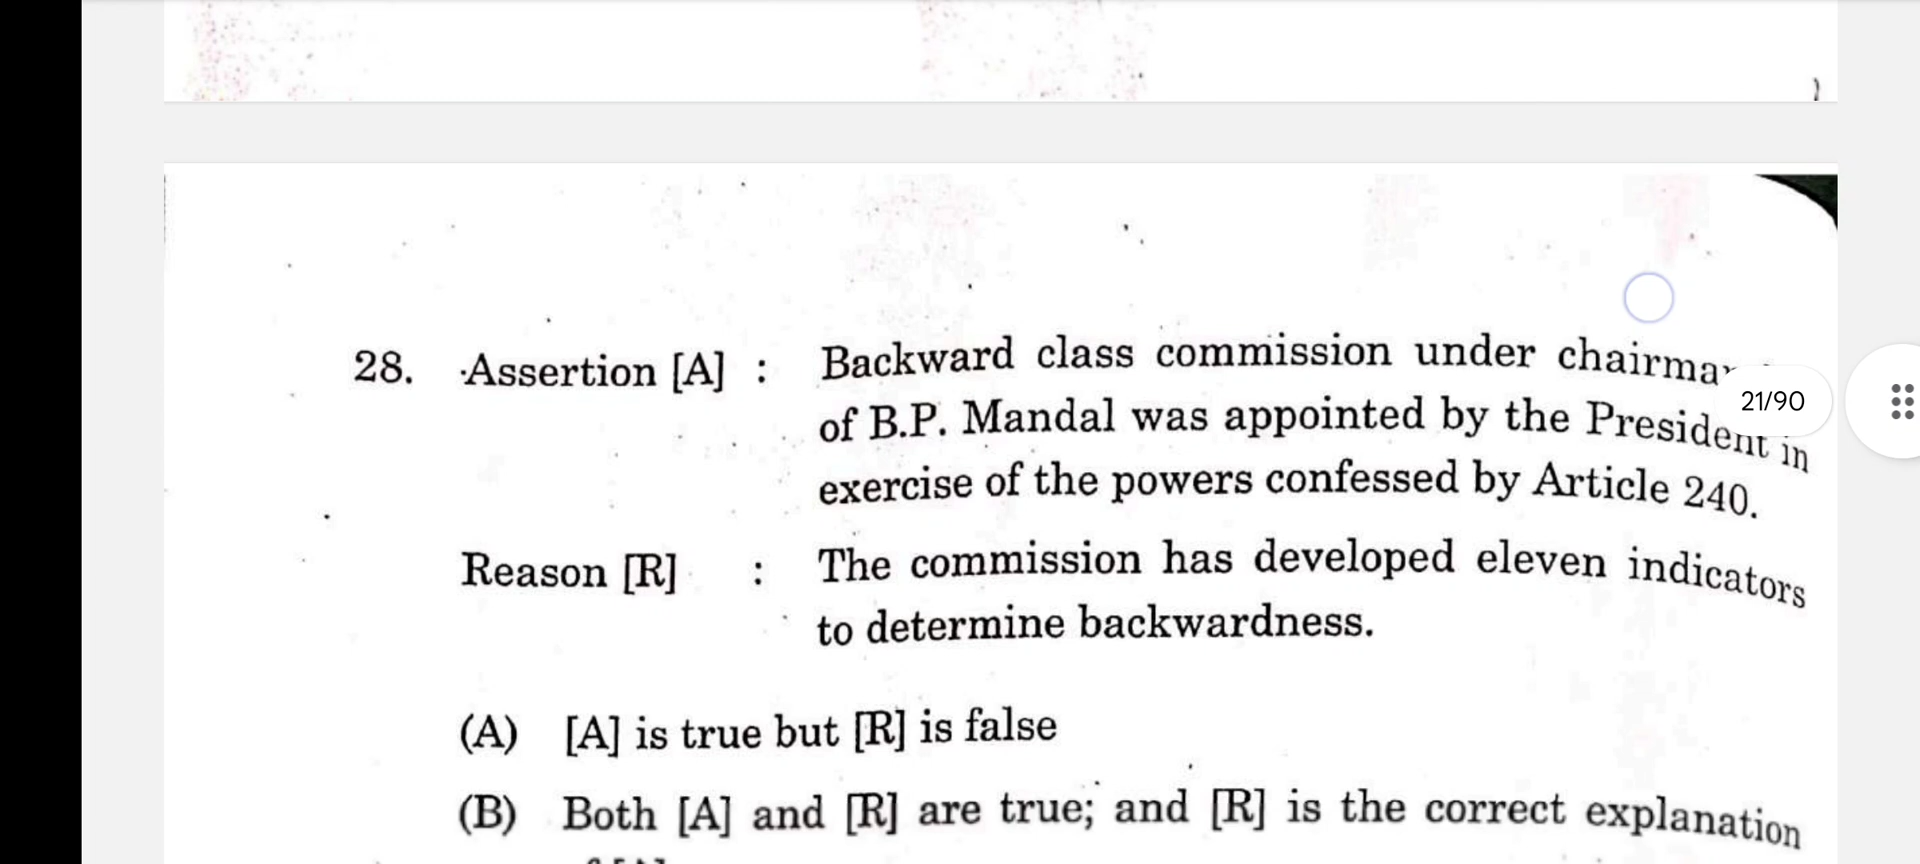 28. Assertion [A] : Backward class commission under
of B.P. Mandal was appointed by the President in
exercise of the powers confessed by Article 240.
21/90
Reason [R] : The commission has developed eleven indicators
to determine backwardness.
(A) [A] is true but [R] is false
(B) Both [A] and [R] are true; and [R] is the correct explanation